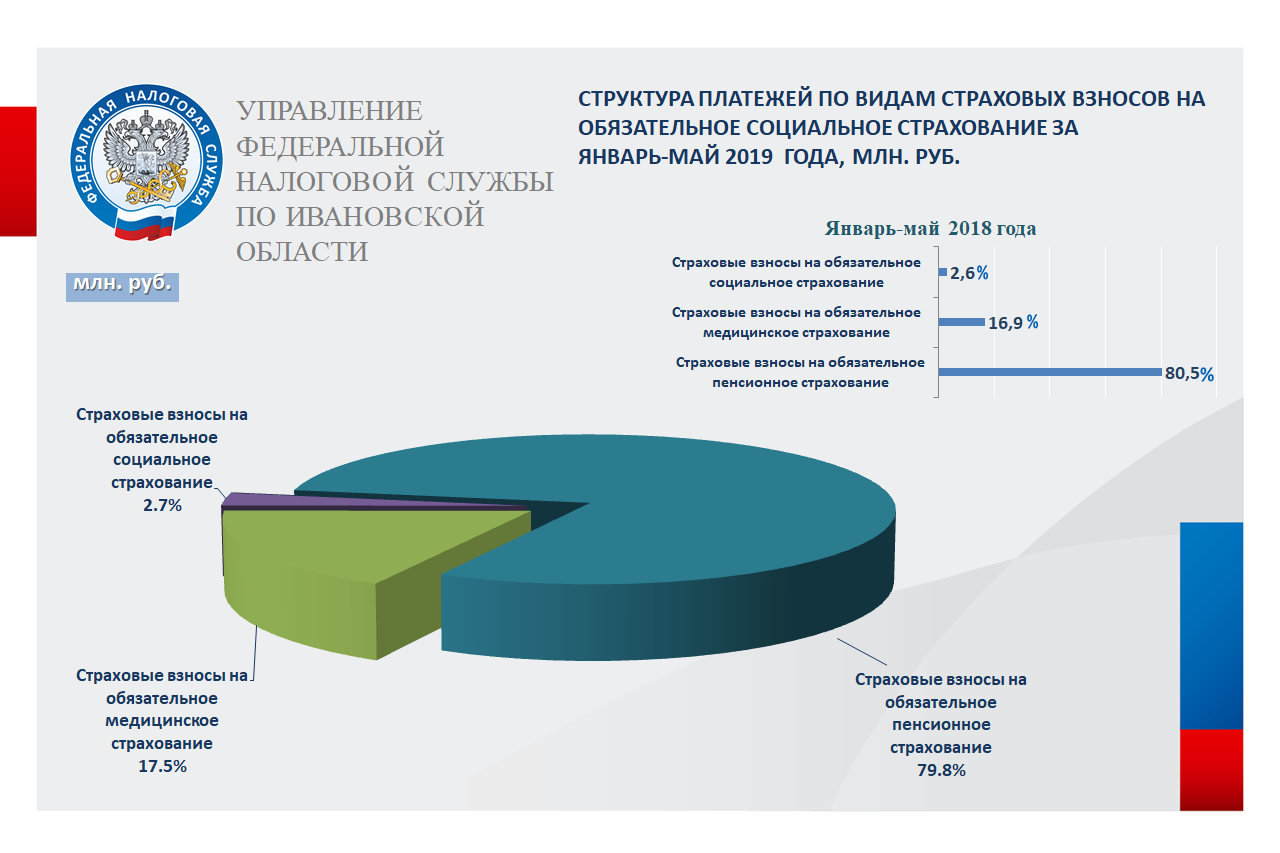 ФЕДЕРАЛЬНАЯ НАЛОГОВАЯ СЛУЖБА
УПРАВЛЕНИЕ
ФЕДЕРАЛЬНОЙ
НАЛОГОВОЙ СЛУЖБЫ
ПО ИВАНОВСКОЙ
ОБЛАСТИ
СТРУКТУРА ПЛАТЕЖЕЙ ПО ВИДАМ СТРАХОВЫХ ВЗНОСОВ НА
ОБЯЗАТЕЛЬНОЕ СОЦИАЛЬНОЕ СТРАХОВАНИЕ ЗА
ЯНВАРЬ-МАЙ 2019 ГОДА, МЛН. РУБ.
млн. руб.
Январь-май 2018 года
Страховые взносы на обязательное
социальное страхование
2,6%
Страховые взносы на обязательное
медицинское страхование
16,9 %
Страховые взносы на обязательное
пенсионное страхование
80,5%
Страховые взносы на
обязательное
социальное
страхование
2.7%
Страховые взносы на
обязательное
медицинское
страхование
17.5%
Страховые взносы на
обязательное
пенсионное
страхование
79.8%